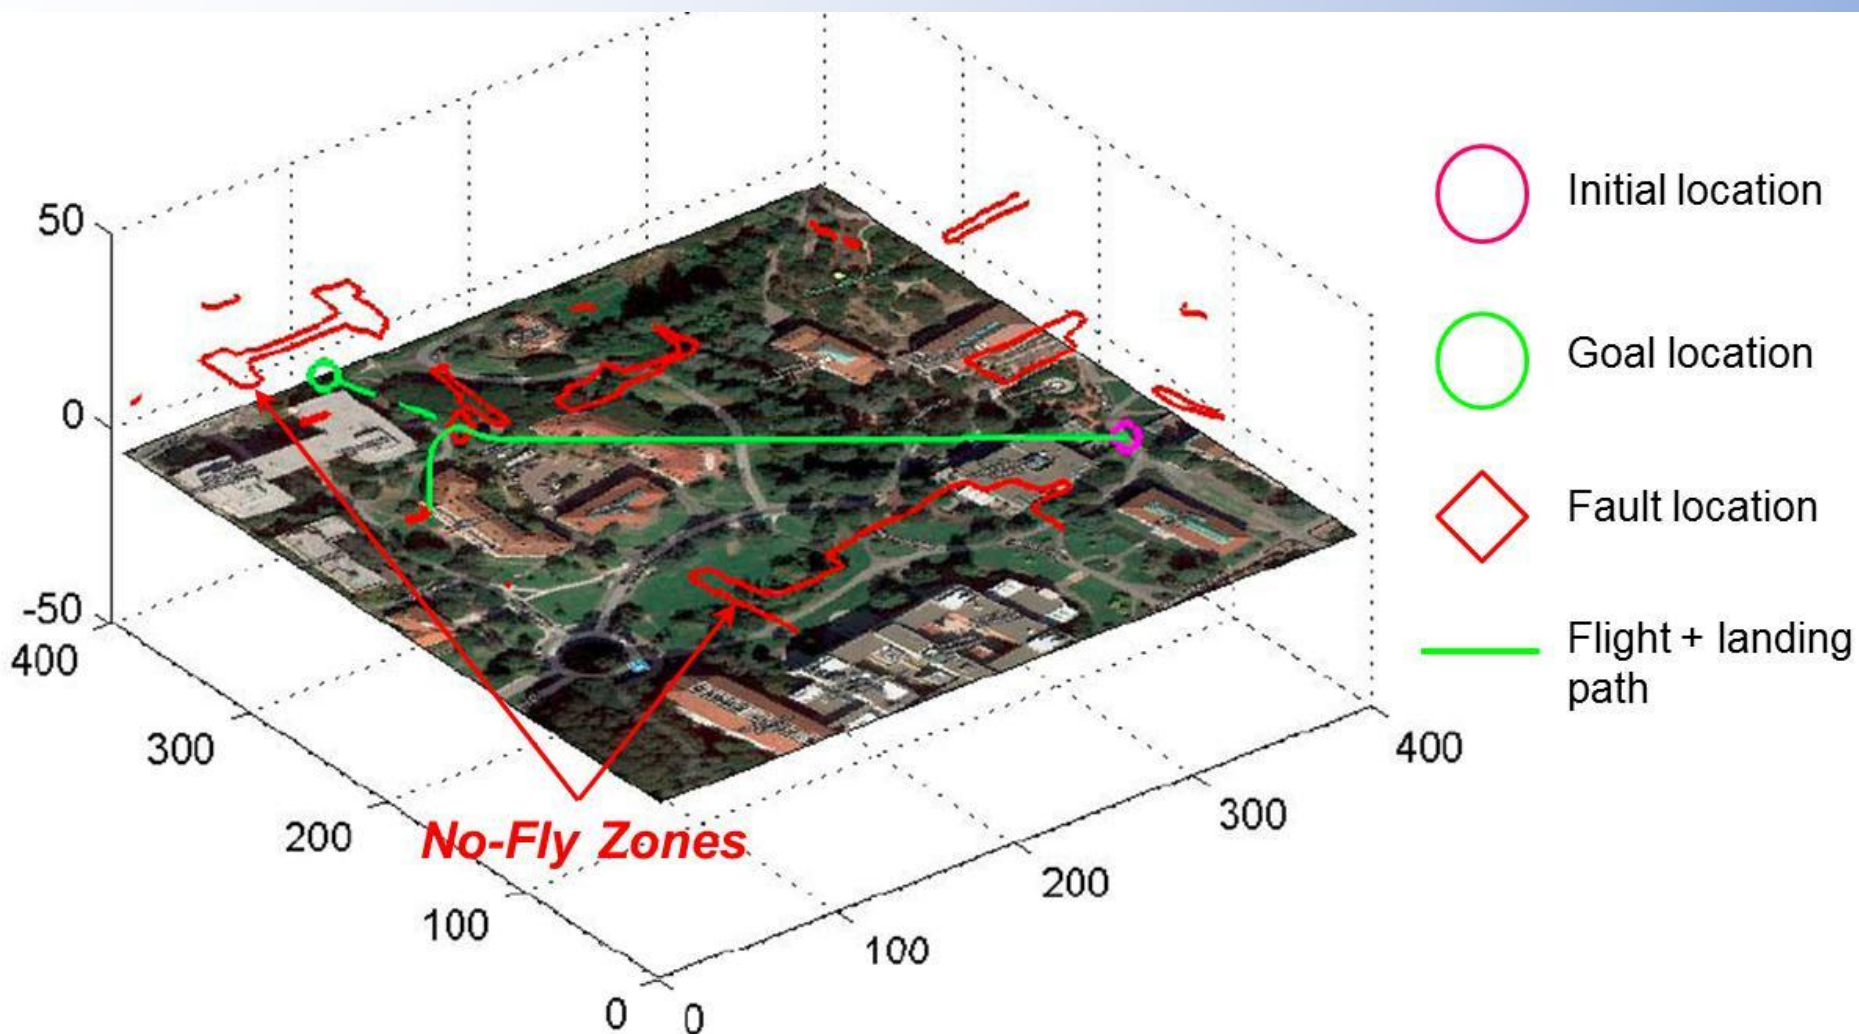 50
0
-50
400
300
200
100
0
0
100
200
300
400
No-Fly Zones
Initial location
Goal location
Fault location
Flight + landing
path